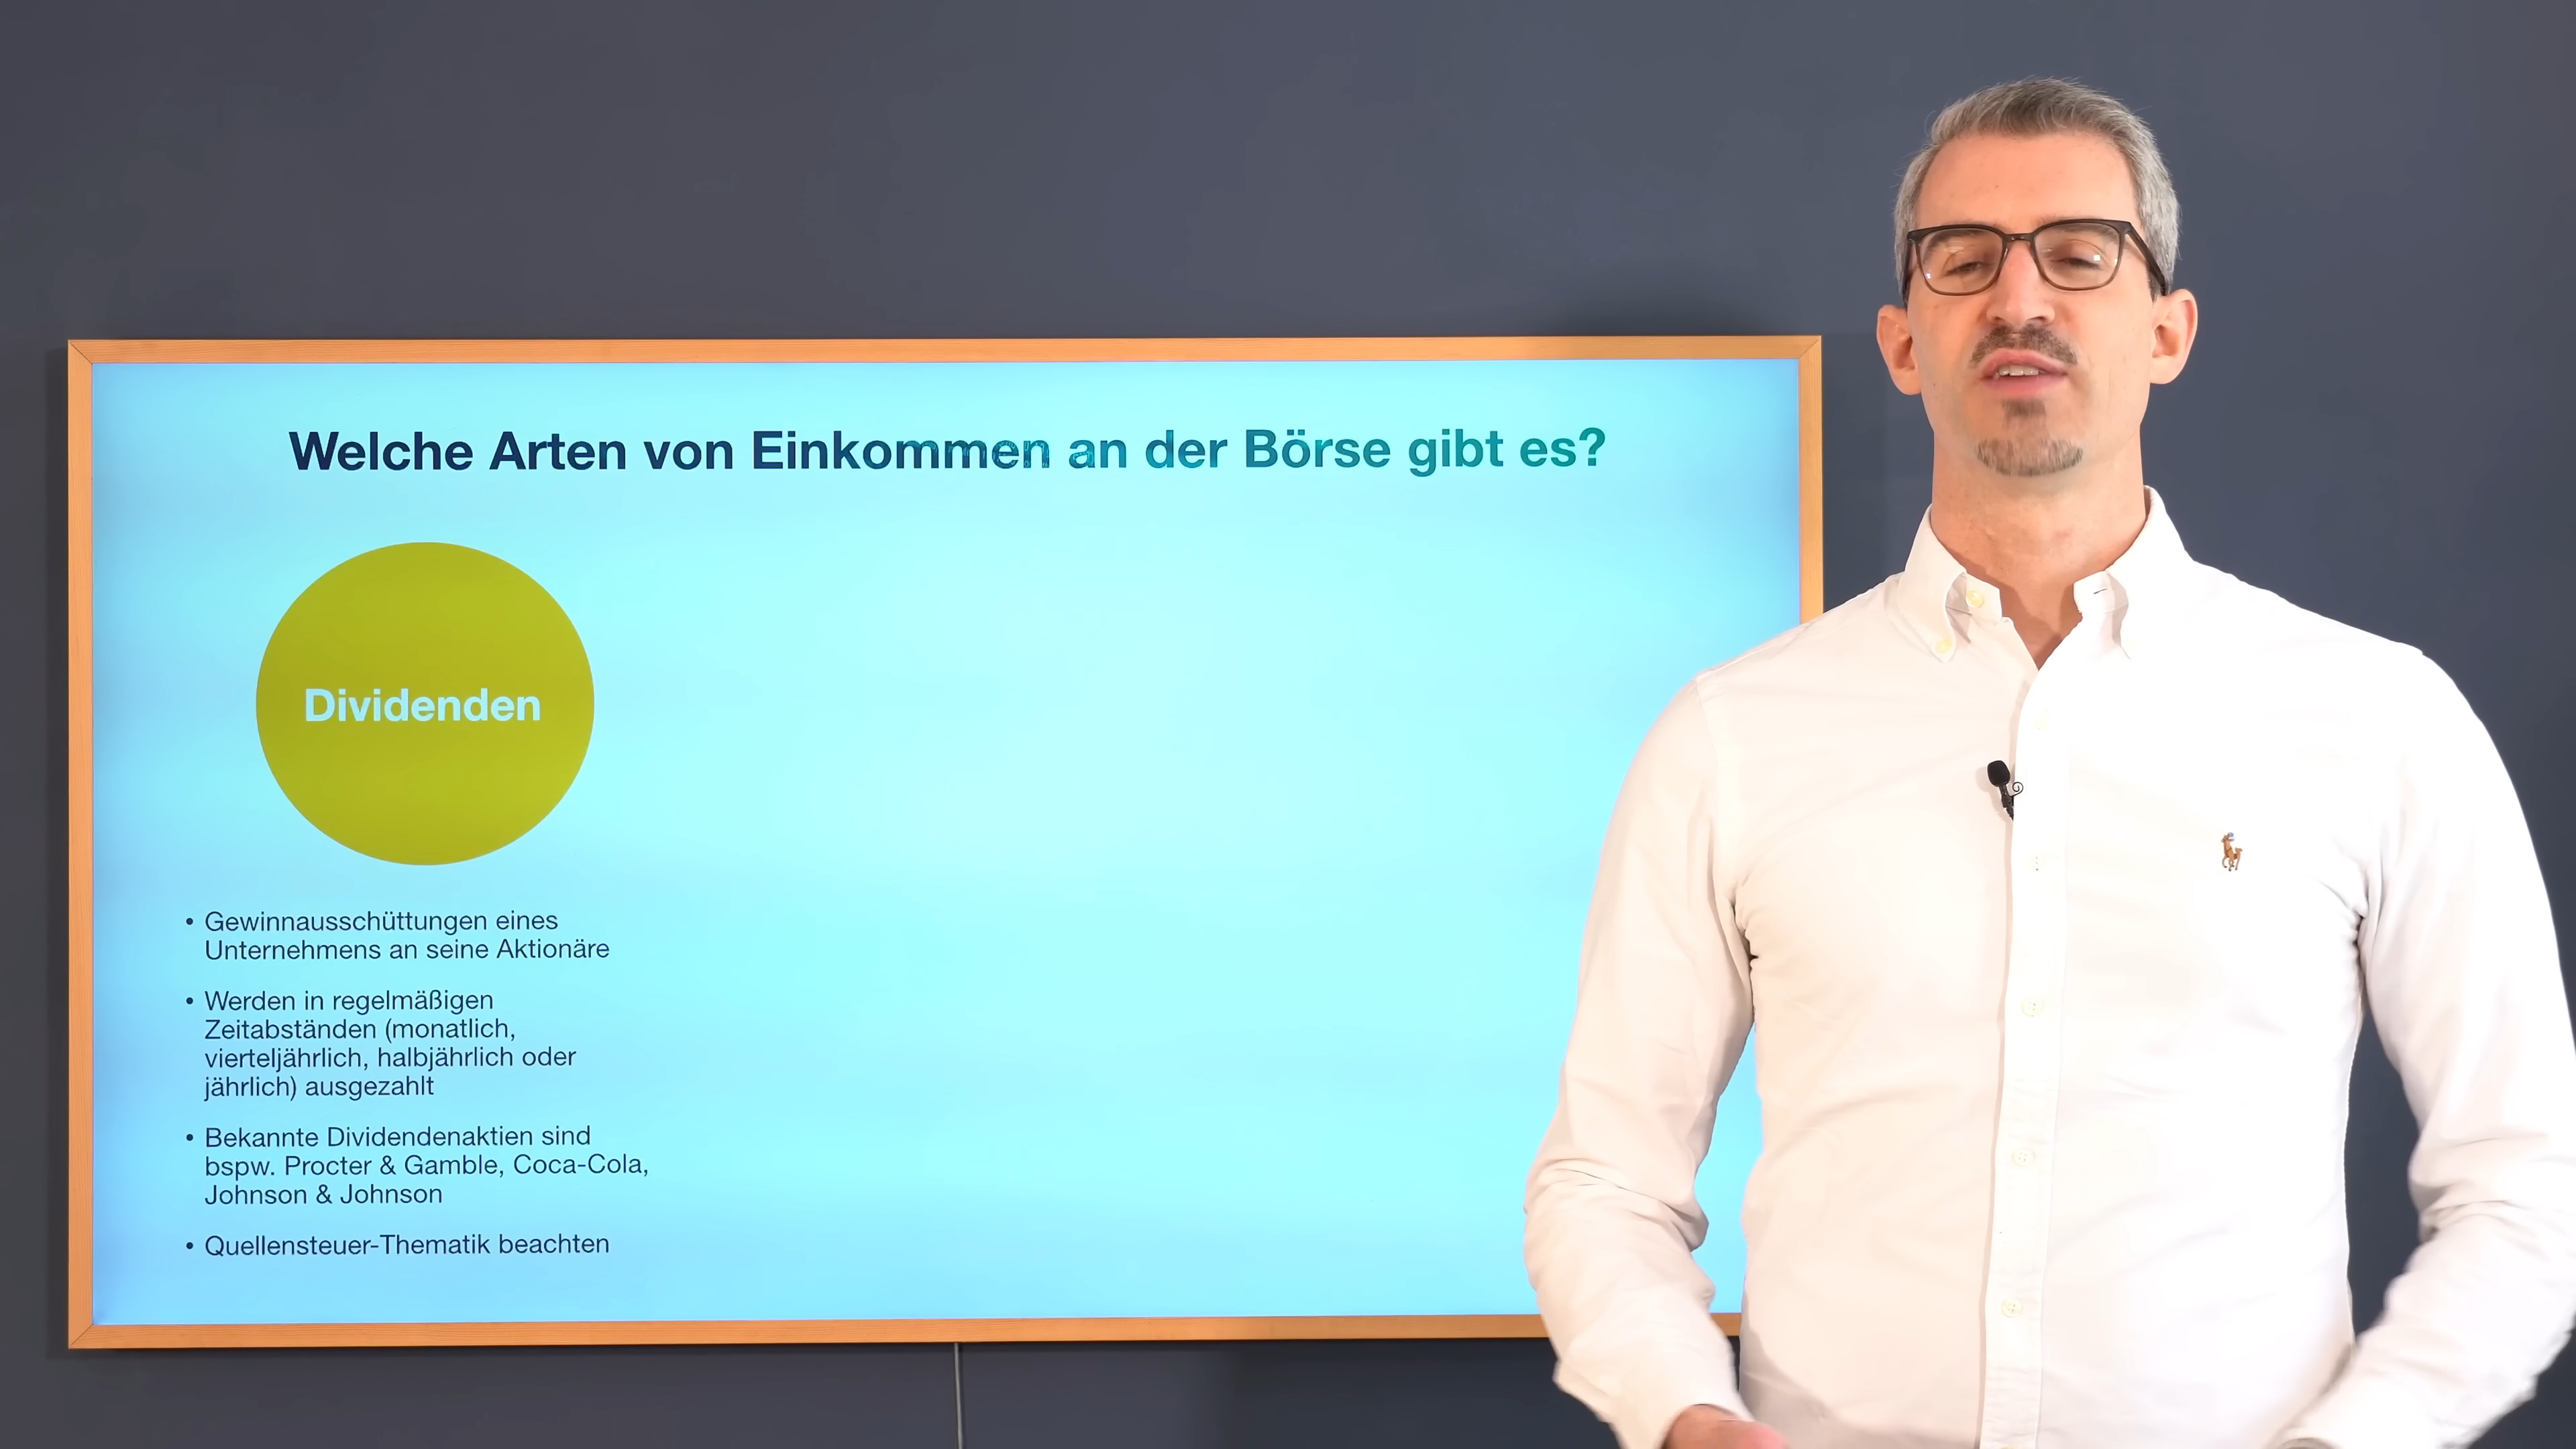 Welche Arten von Einkommen an der Börse gibt es?
Dividenden
• Gewinnausschüttungen eines
Unternehmens an seine Aktionäre
• Werden in regelmäßigen
Zeitabständen (monatlich,
vierteljährlich, halbjährlich oder
jährlich) ausgezahlt
• Bekannte Dividendenaktien sind
bspw. Procter & Gamble, Coca-Cola,
Johnson & Johnson
• Quellensteuer-Thematik beachten